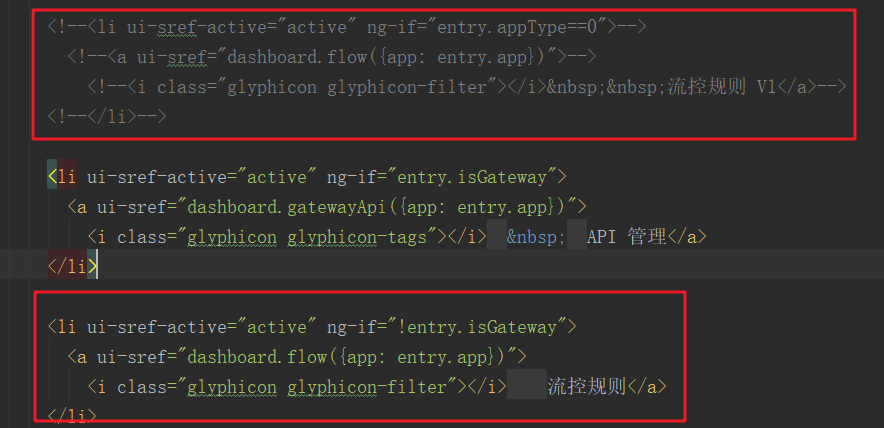 <!--<li ui-sref-active="active" ng-if="entry.appType==0">-->
<!--<a ui-sref="dashboard.flow({app: entry.app})">-->
<!--<i class="glyphicon glyphicon-filter"></i>&nbsp;&nbsp;流控规则 V1</a>-->
<!--</li>-->
<li ui-sref-active="active" ng-if="entry.isGateway">
<a ui-sref="dashboard.gatewayApi({app: entry.app})">
<i class="glyphicon glyphicon-tags"></i>  &nbsp;  API 管理</a>
</li>
<li ui-sref-active="active" ng-if="!entry.isGateway">
<a ui-sref="dashboard.flow({app: entry.app})">
<i class="glyphicon glyphicon-filter"></i>    流控规则</a>
</li>